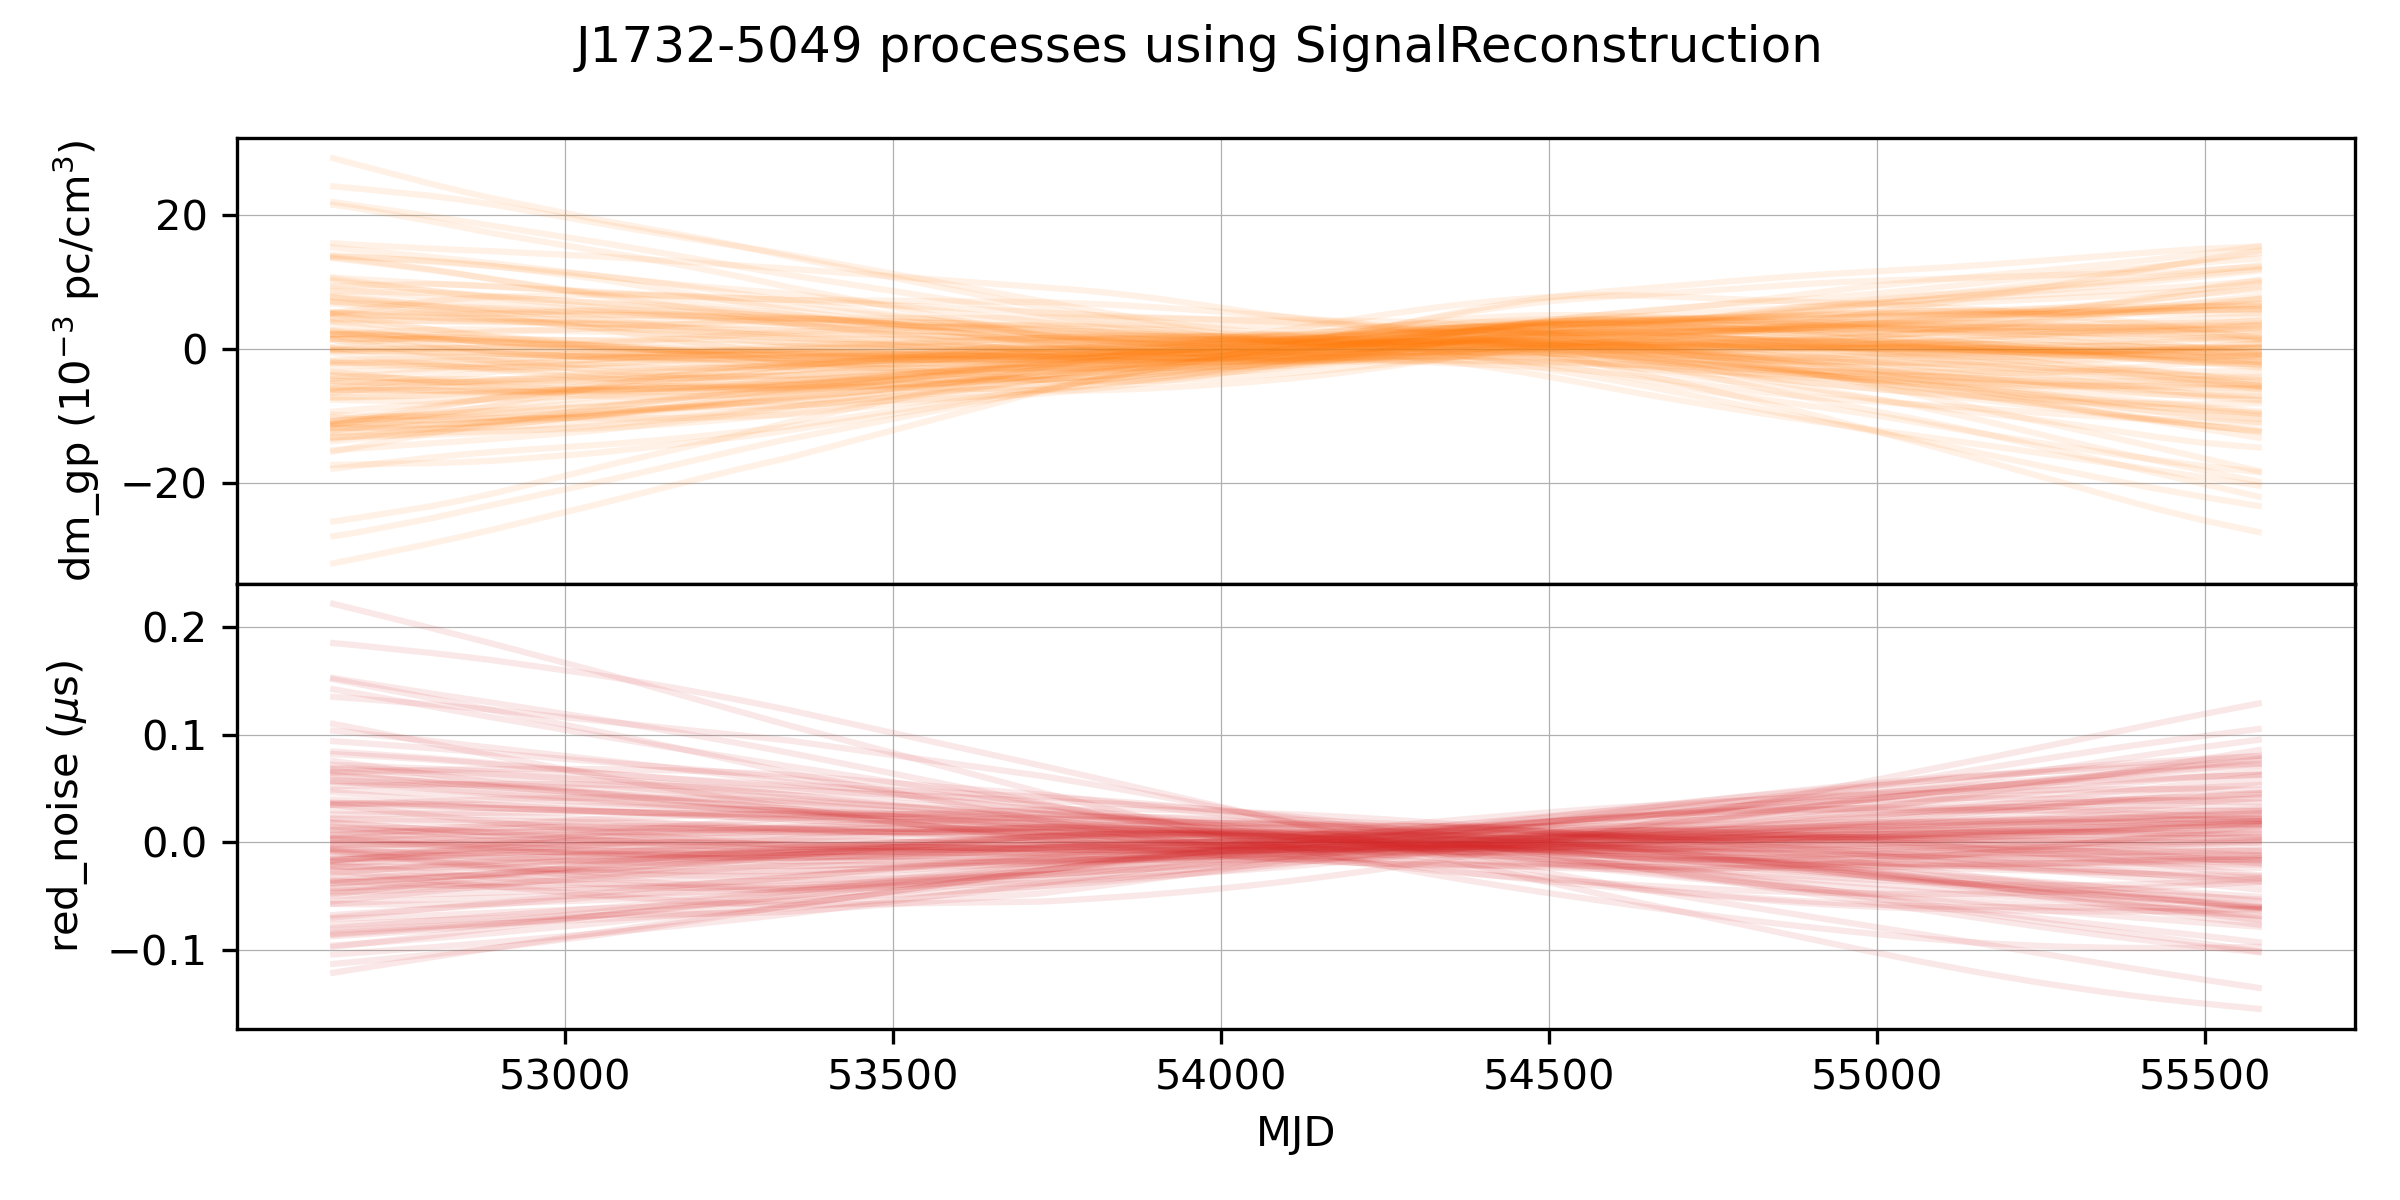 J1732-5049 processes using SignalReconstruction
dm_gp (10⁻³ pc/cm³)
20
0
−20
red_noise (μs)
0.2
0.1
0.0
−0.1
53000 53500 54000 54500 55000 55500
MJD